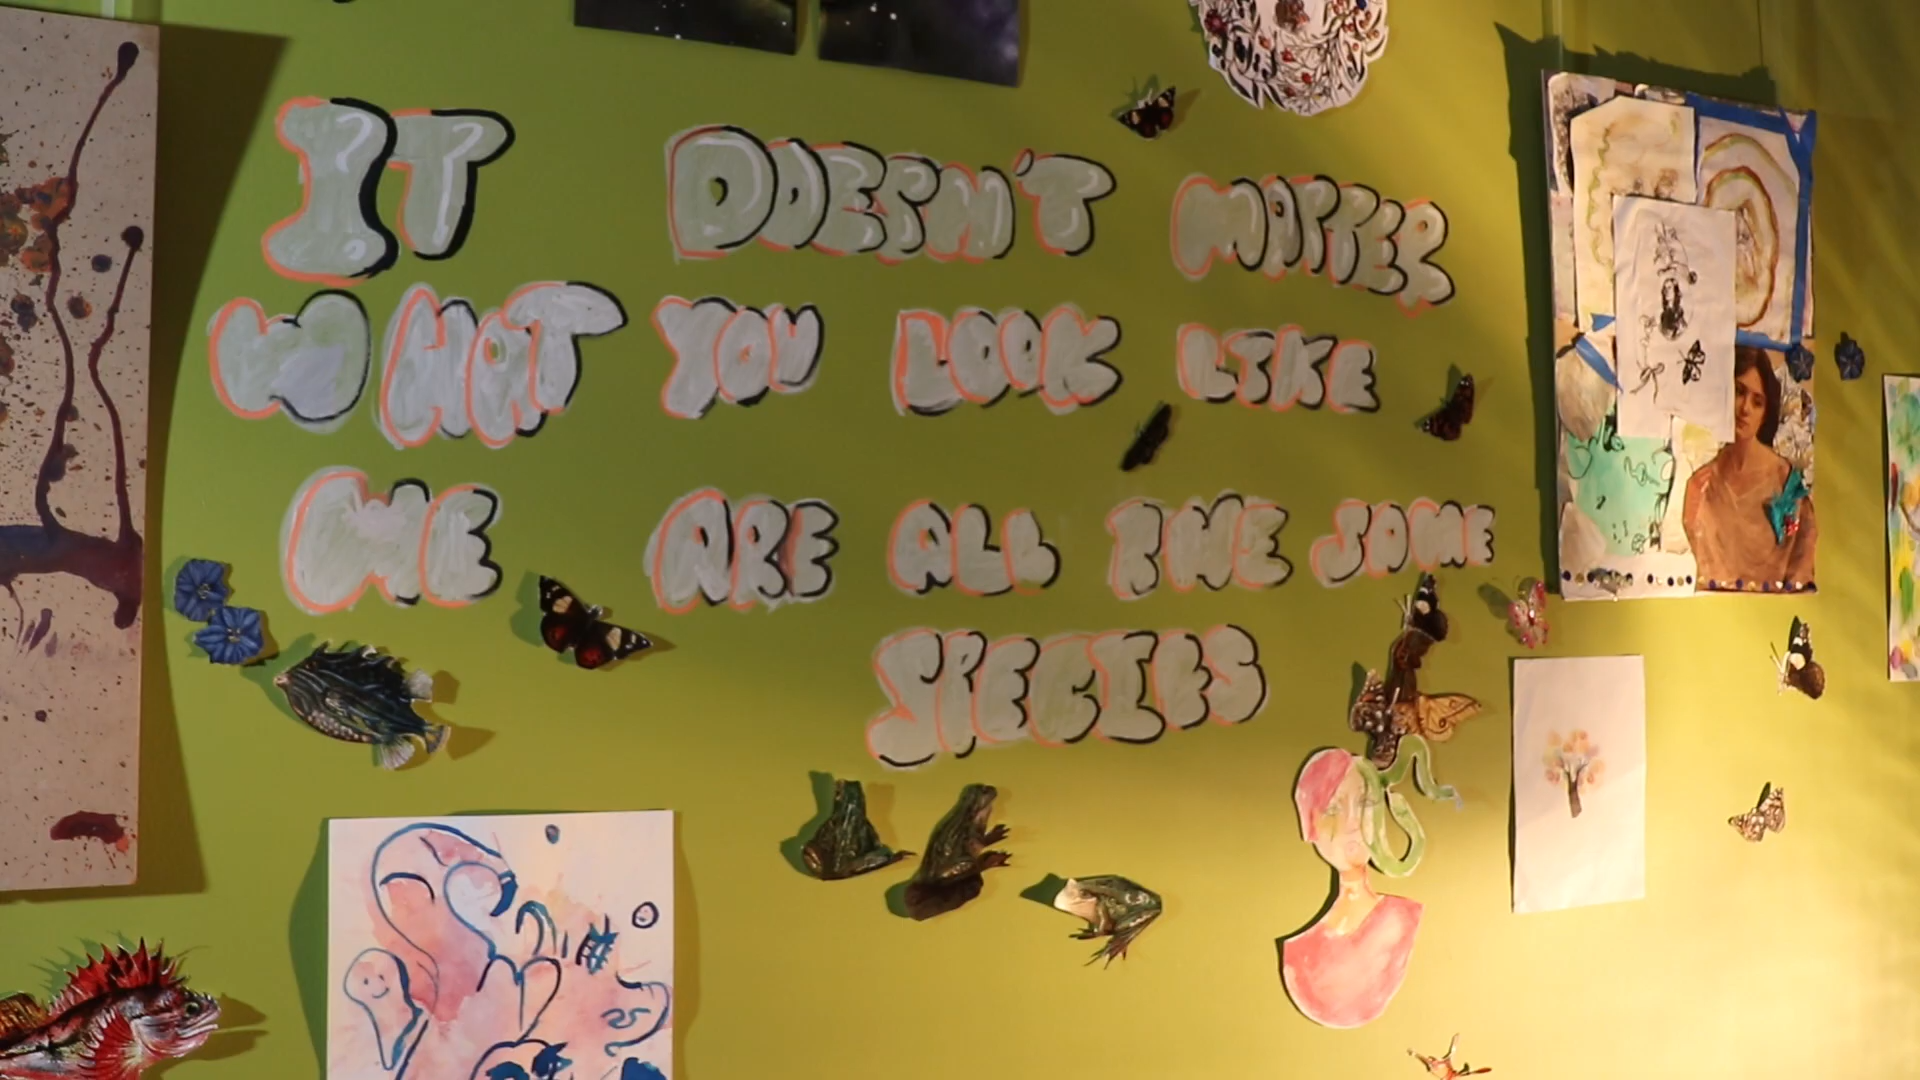 IT DOESN'T MATTER
WHAT YOU LOOK LIKE
WE ARE ALL THE SAME
SPECIES